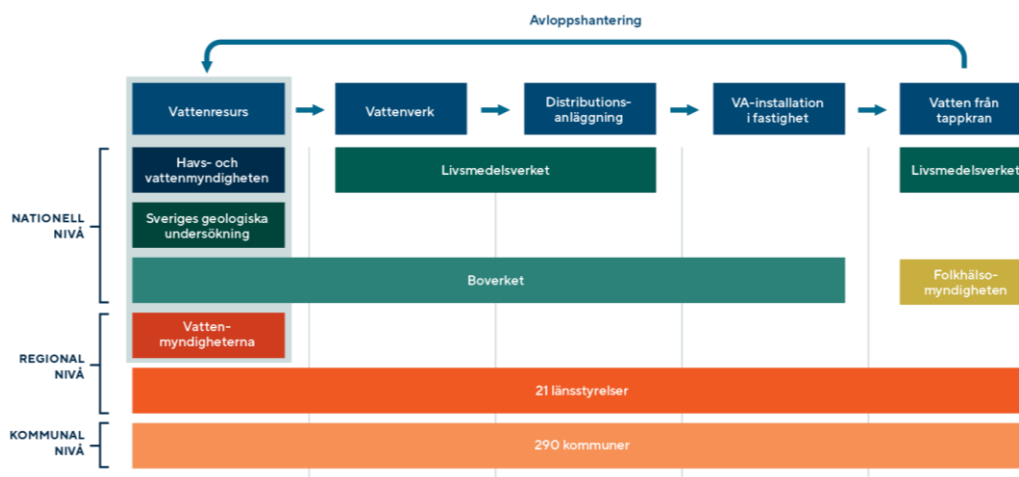 Avloppshantering
Vattenresurs
Vattenverk
Distributions-
anläggning
VA-installation
i fastighet
Vatten från
tappkran
NATIONELL
NIVÅ
Havs- och
vattenmyndigheten
Livsmedelsverket
Livsmedelsverket
Sveriges geologiska
undersökning
Boverket
Folkhälso-
myndigheten
REGIONAL
NIVÅ
Vatten-
myndigheterna
21 länsstyrelser
KOMMUNAL
NIVÅ
290 kommuner